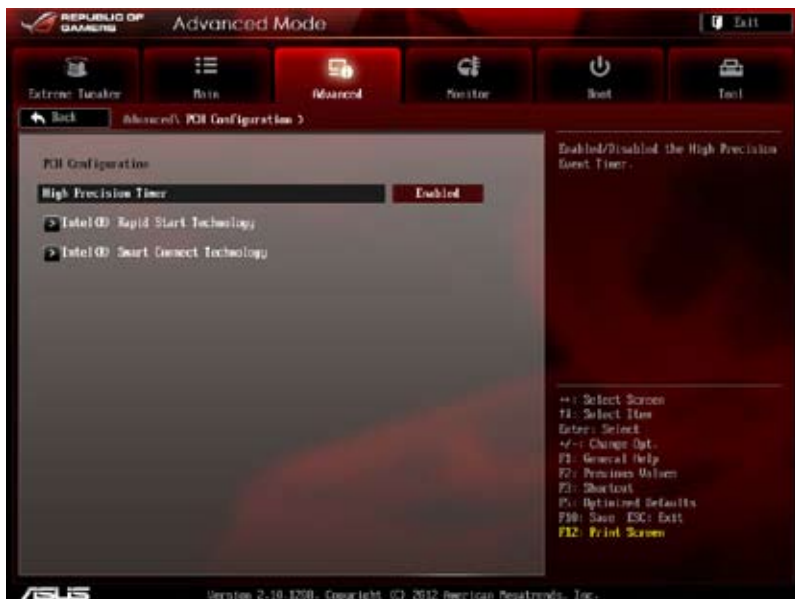 REPUBLIC OF GAMERS
Advanced Mode
Exit
Extreme Tweaker
Main
Advanced
Monitor
Boot
Tool
Back
Advanced\ PCH Configuration >
PCH Configuration
High Precision Timer
Enabled
> Intel(R) Rapid Start Technology
> Intel(R) Smart Connect Technology
Enabled/Disabled the High Precision
Event Timer.
→←: Select Screen
↑↓: Select Item
Enter: Select
+/-: Change Opt.
F1: General Help
F2: Previous Values
F3: Shortcut
F5: Optimized Defaults
F10: Save ESC: Exit
F12: Print Screen
ASUS
Version 2.10.1208. Copyright (C) 2012 American Megatrends, Inc.